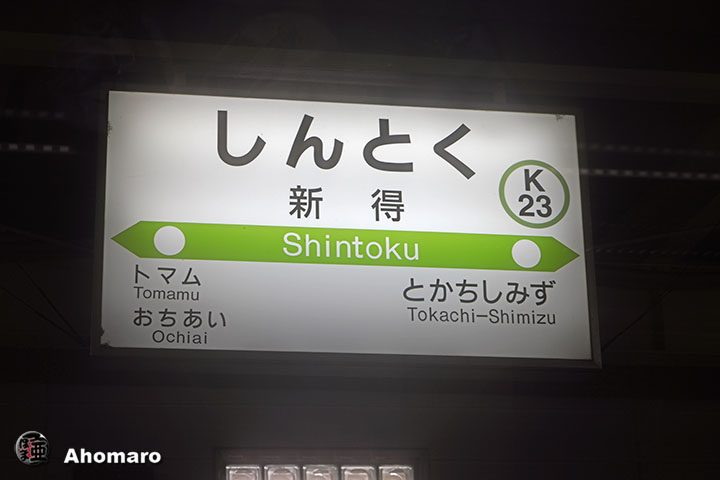 しんとく
新得
K
23
Shintoku
トマム
Tomamu
おちあい
Ochiai
とかちしみず
Tokachi-Shimizu
Ahomaro